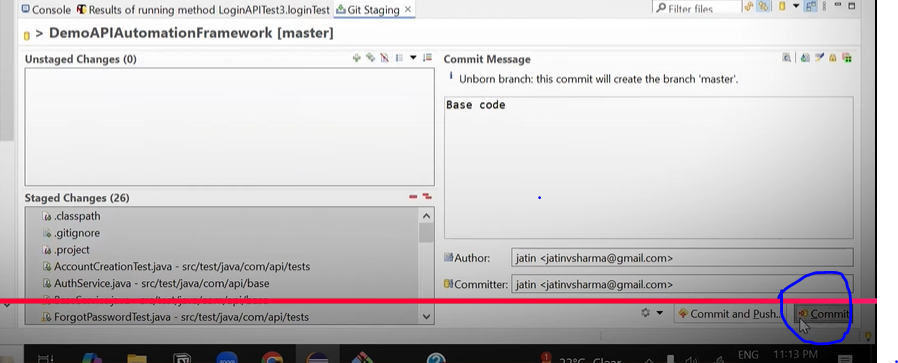 Console Results of running method LoginAPITest3.loginTest Git Staging
Filter files
> DemoAPIAutomationFramework [master]
Unstaged Changes (0)
Commit Message
Unborn branch: this commit will create the branch 'master'.
Base code
Staged Changes (26)
.classpath
.gitignore
.project
AccountCreationTest.java - src/test/java/com/api/tests
AuthService.java - src/test/java/com/api/base
ForgotPasswordTest.java - src/test/java/com/api/tests
Author: jatin <jatinvsharma@gmail.com>
Committer: jatin <jatinvsharma@gmail.com>
Commit and Push...
Commit
ENG 11:13 PM